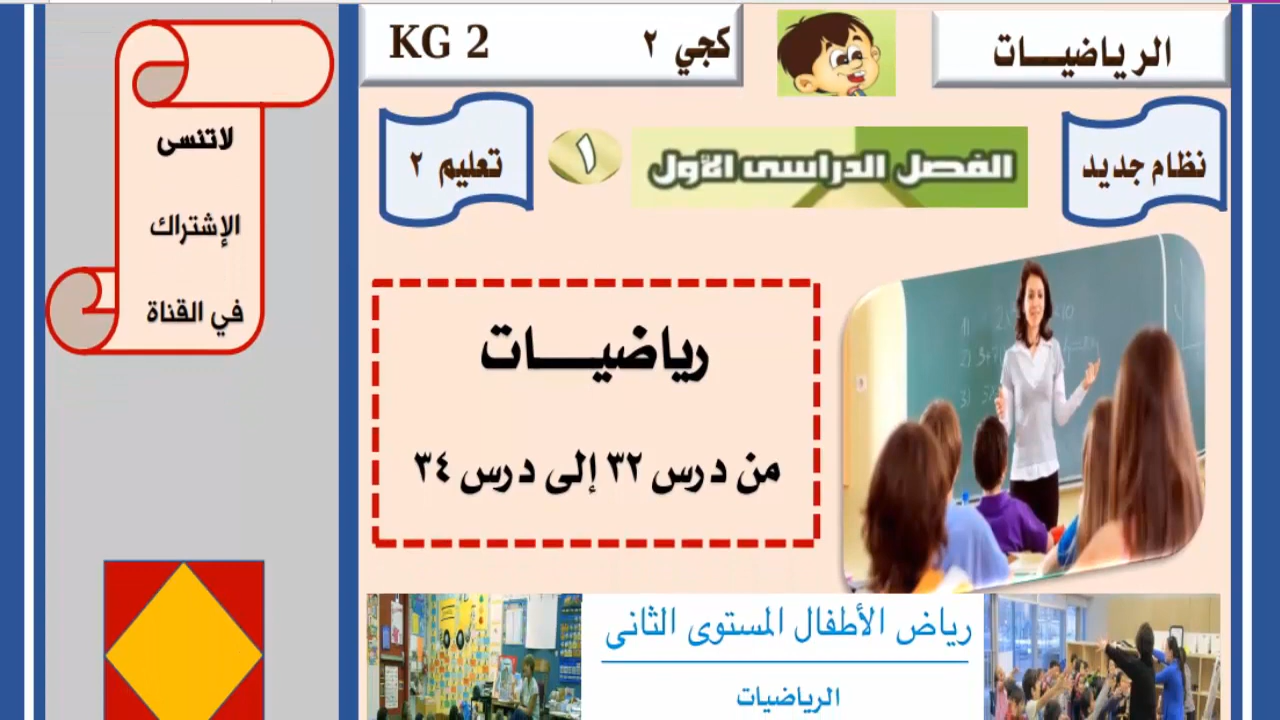 الرياضيـــات
كجي ٢
KG 2
نظام جديد
الفصل الدراسى الأول
١
تعليم ٢
لاتنسى
الإشتراك
في القناة
رياضيـــات
من درس ٣٢ إلى درس ٣٤
رياض الأطفال المستوى الثانى
الرياضيات